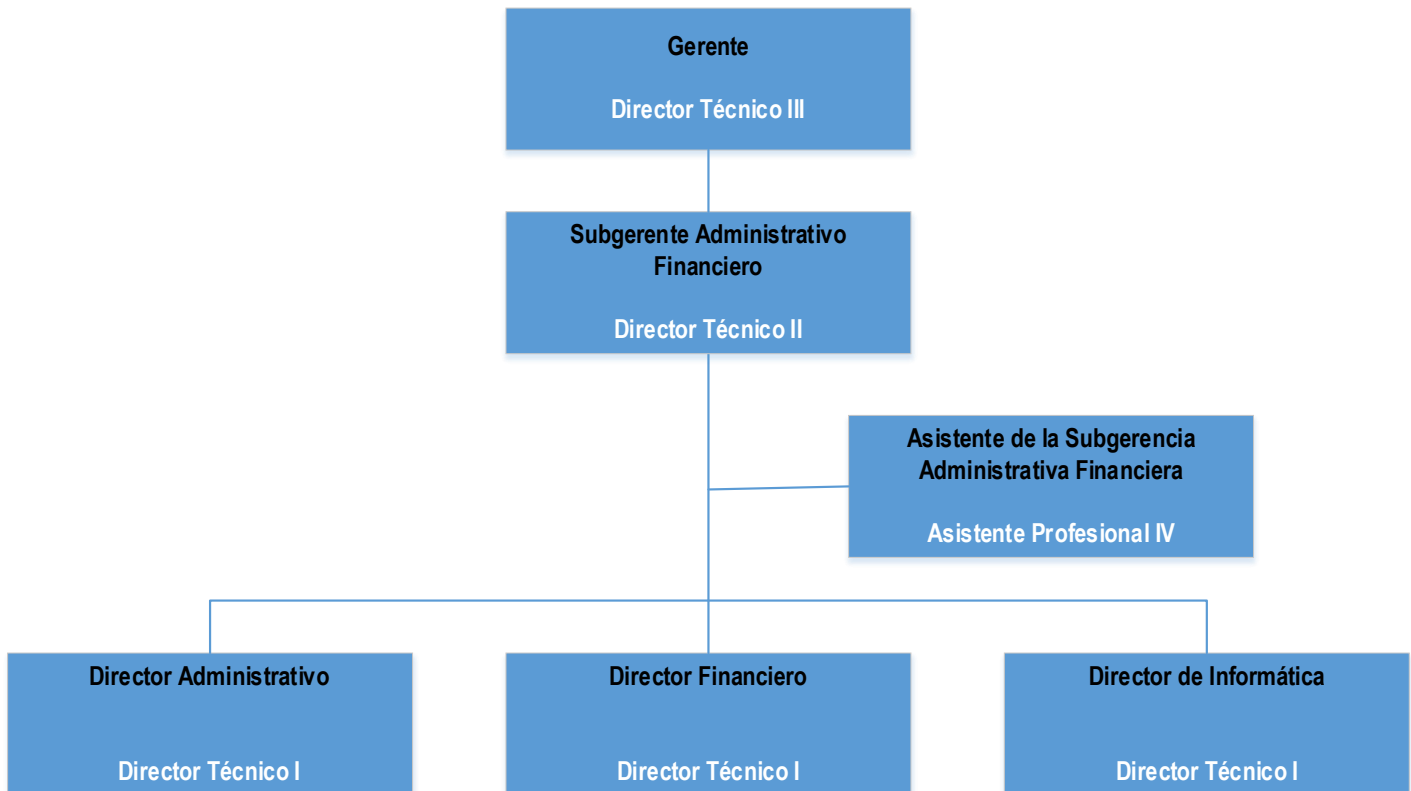 Gerente
Director Técnico III
Subgerente Administrativo
Financiero
Director Técnico II
Asistente de la Subgerencia
Administrativa Financiera
Asistente Profesional IV
Director Administrativo
Director Técnico I
Director Financiero
Director Técnico I
Director de Informática
Director Técnico I